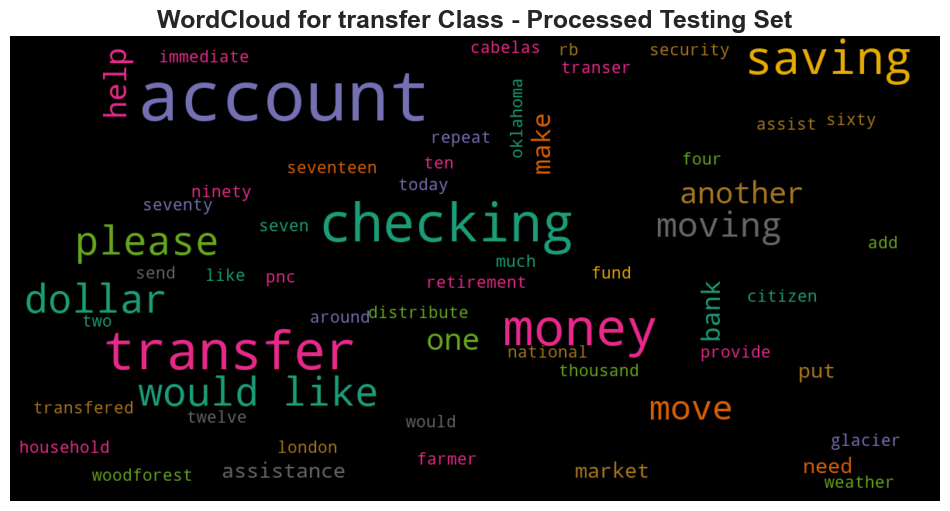 WordCloud for transfer Class - Processed Testing Set
help
immediate
cabelas
rb
security
transer
saving
account
oklahoma
make
assist
sixty
repeat
ten
four
seventeen
today
ninety
another
seventy
seven
checking
moving
please
add
much
send
like
pnc
retirement
fund
bank
citizen
dollar
two
around
distribute
transfer
one
money
national
provide
thousand
put
would like
transfered
twelve
would
move
household
london
farmer
glacier
woodforest
assistance
market
need
weather